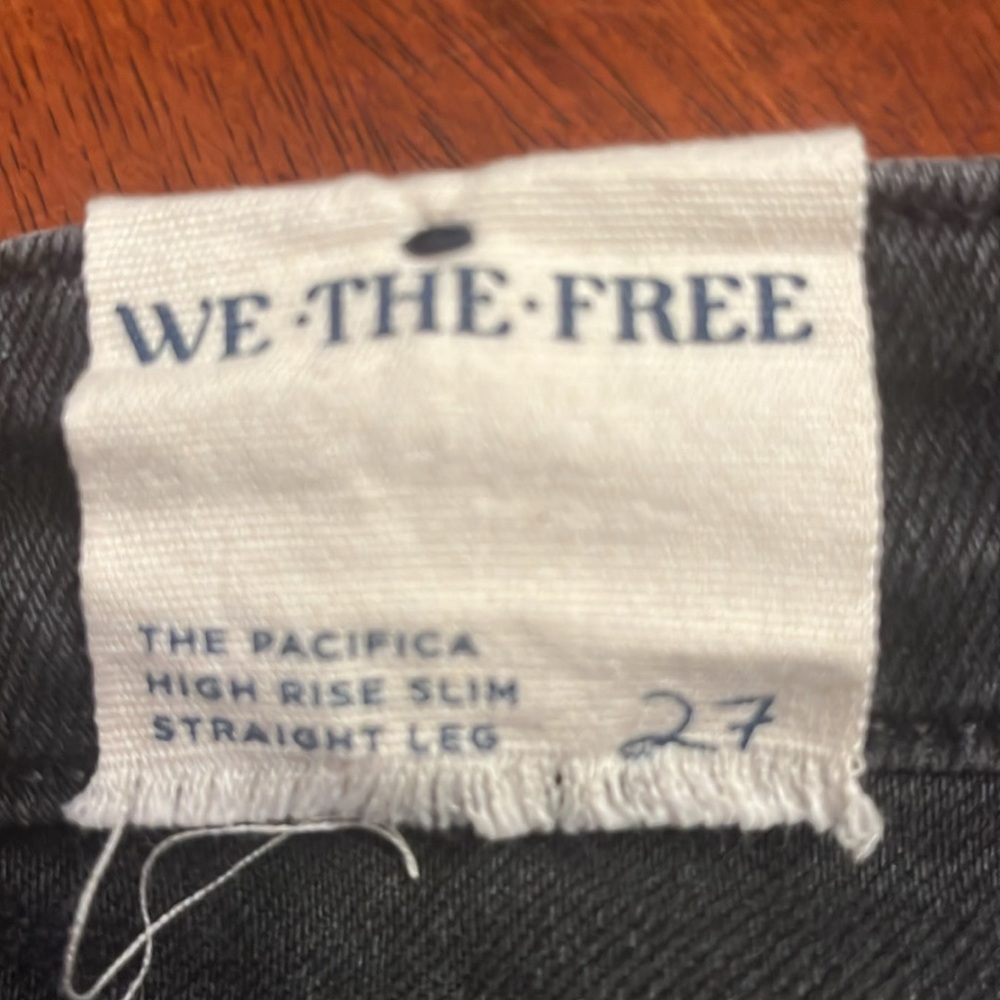 WE·THE·FREE
THE PACIFICA
HIGH RISE SLIM
STRAIGHT LEG 27